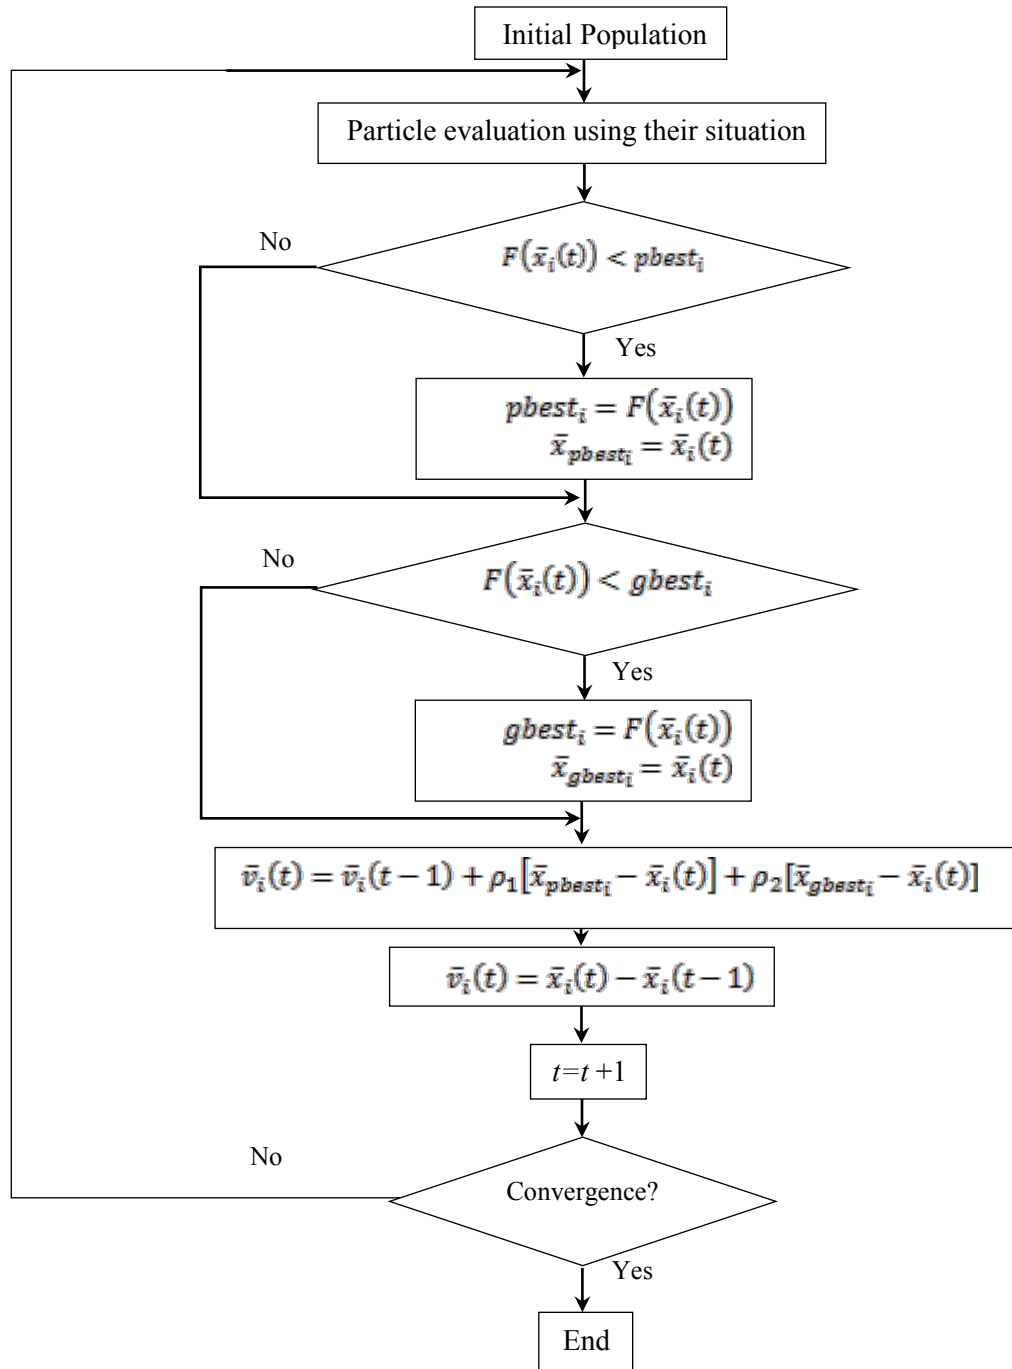 Initial Population
Particle evaluation using their situation
No
F(x̄ᵢ(t)) < pbestᵢ
Yes
pbestᵢ = F(x̄ᵢ(t))
x̄_pbestᵢ = x̄ᵢ(t)
No
F(x̄ᵢ(t)) < gbestᵢ
Yes
gbestᵢ = F(x̄ᵢ(t))
x̄_gbestᵢ = x̄ᵢ(t)
v̄ᵢ(t) = v̄ᵢ(t − 1) + ρ₁[x̄_pbestᵢ − x̄ᵢ(t)] + ρ₂[x̄_gbestᵢ − x̄ᵢ(t)]
v̄ᵢ(t) = x̄ᵢ(t) − x̄ᵢ(t − 1)
t=t +1
No
Convergence?
Yes
End